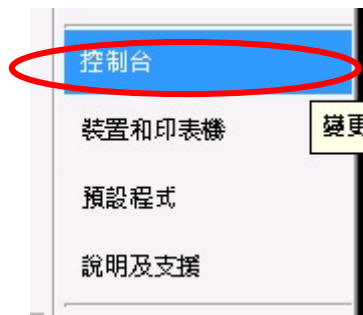 控制台
裝置和印表機
變更
預設程式
說明及支援